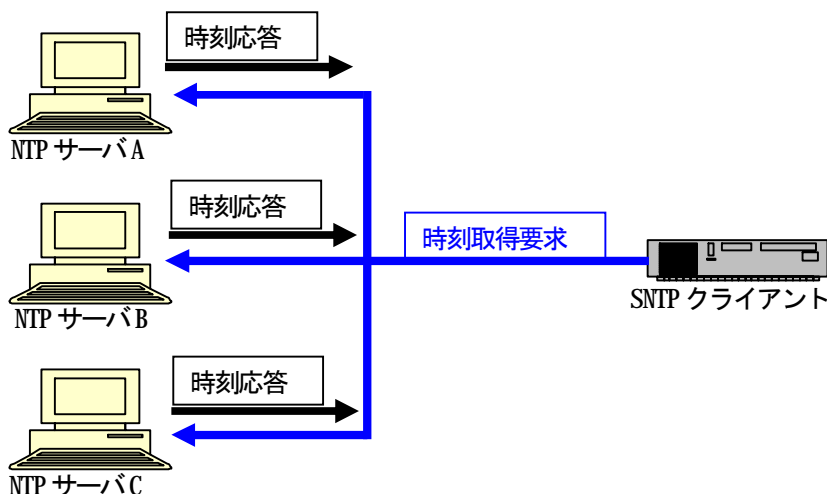 時刻応答
NTP サーバ A
時刻応答
時刻取得要求
SNTP クライアント
NTP サーバ B
時刻応答
NTP サーバ C